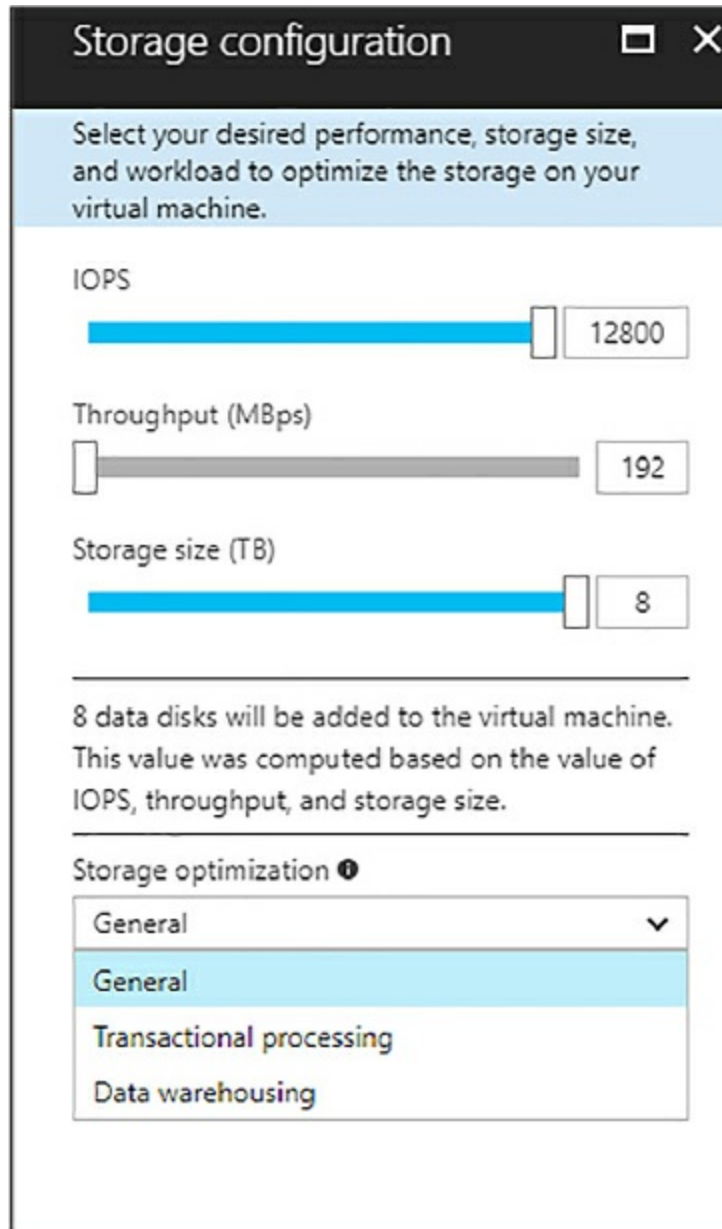 Storage configuration
Select your desired performance, storage size,
and workload to optimize the storage on your
virtual machine.
IOPS
12800
Throughput (MBps)
192
Storage size (TB)
8
8 data disks will be added to the virtual machine.
This value was computed based on the value of
IOPS, throughput, and storage size.
Storage optimization
General
General
Transactional processing
Data warehousing